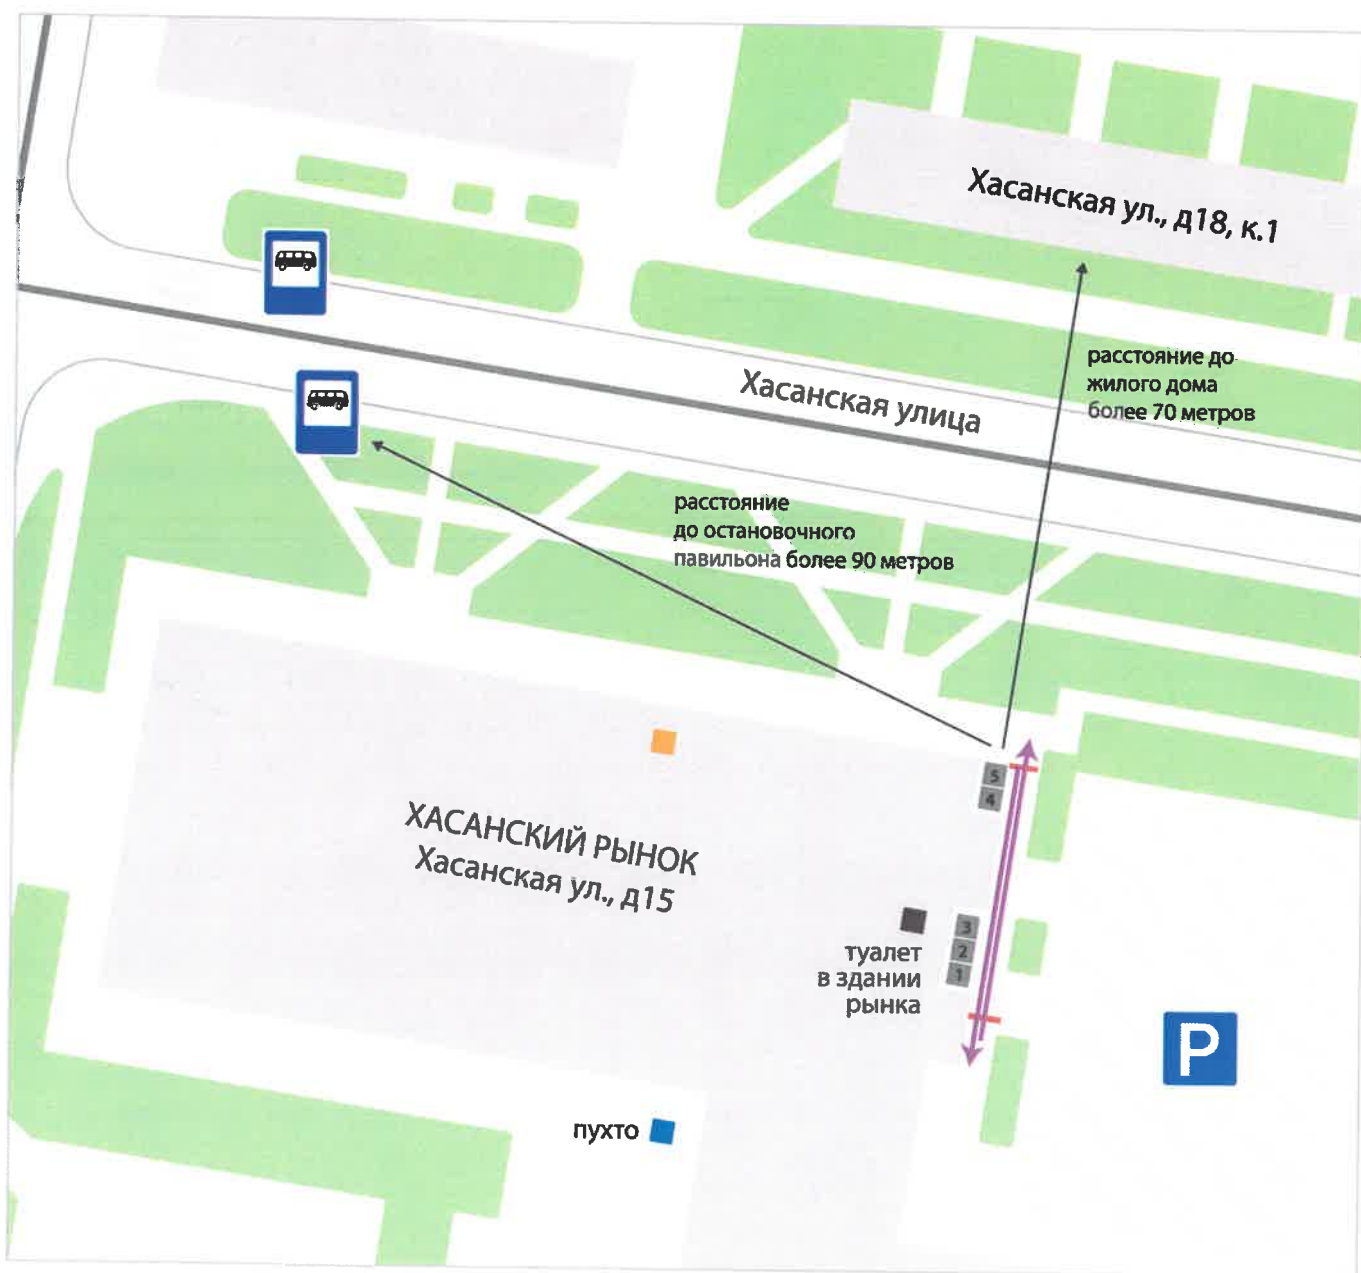 Хасанская ул., д18, к.1
расстояние до
жилого дома
более 70 метров
Хасанская улица
расстояние
до остановочного
павильона более 90 метров
5
4
ХАСАНСКИЙ РЫНОК
Хасанская ул., д15
3
2
1
туалет
в здании
рынка
P
пухто